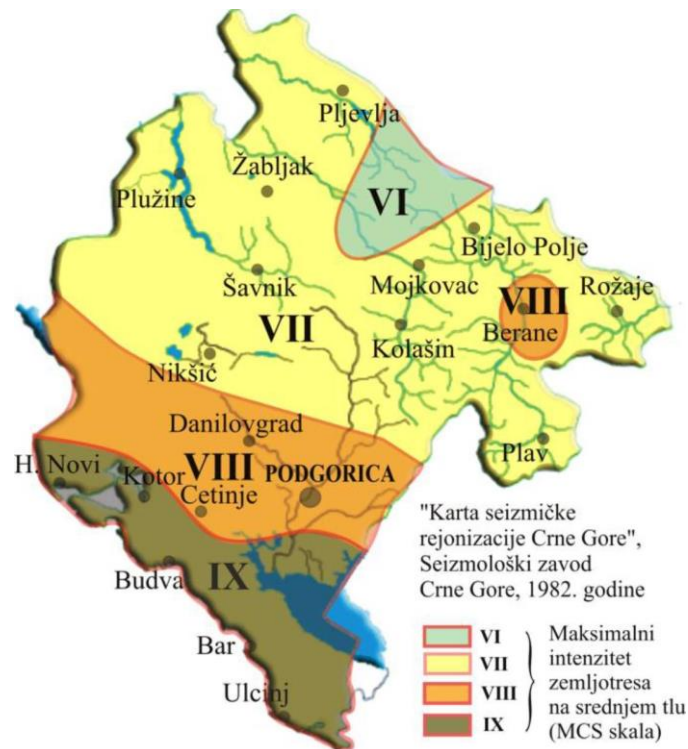 Pljevlja
Žabljak
VI
Plužine
Bijelo Polje
Šavnik
Mojkovac
VIII
Rožaje
VII
Berane
Kolašin
Nikšić
Danilovgrad
Plav
H. Novi
Kotor
VIII
PODGORICA
Cetinje
"Karta seizmičke
rejonizacije Crne Gore",
Seizmološki zavod
Crne Gore, 1982. godine
Budva
IX
Bar
Ulcinj
VI
VII
VIII
IX
Maksimalni
intenzitet
zemljotresa
na srednjem tlu
(MCS skala)